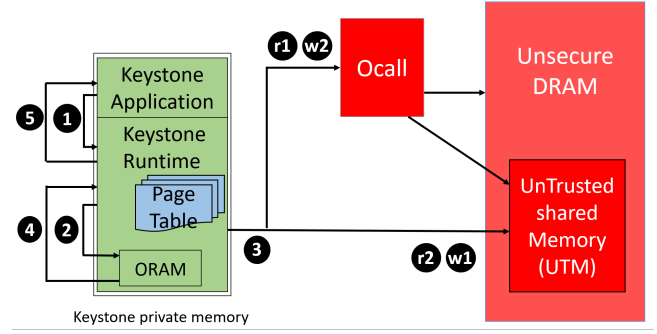 r1 w2
Ocall
Unsecure
DRAM
Keystone
Application
5 1
Keystone
Runtime
Page
Table
UnTrusted
shared
Memory
(UTM)
4 2
3
r2 w1
ORAM
Keystone private memory